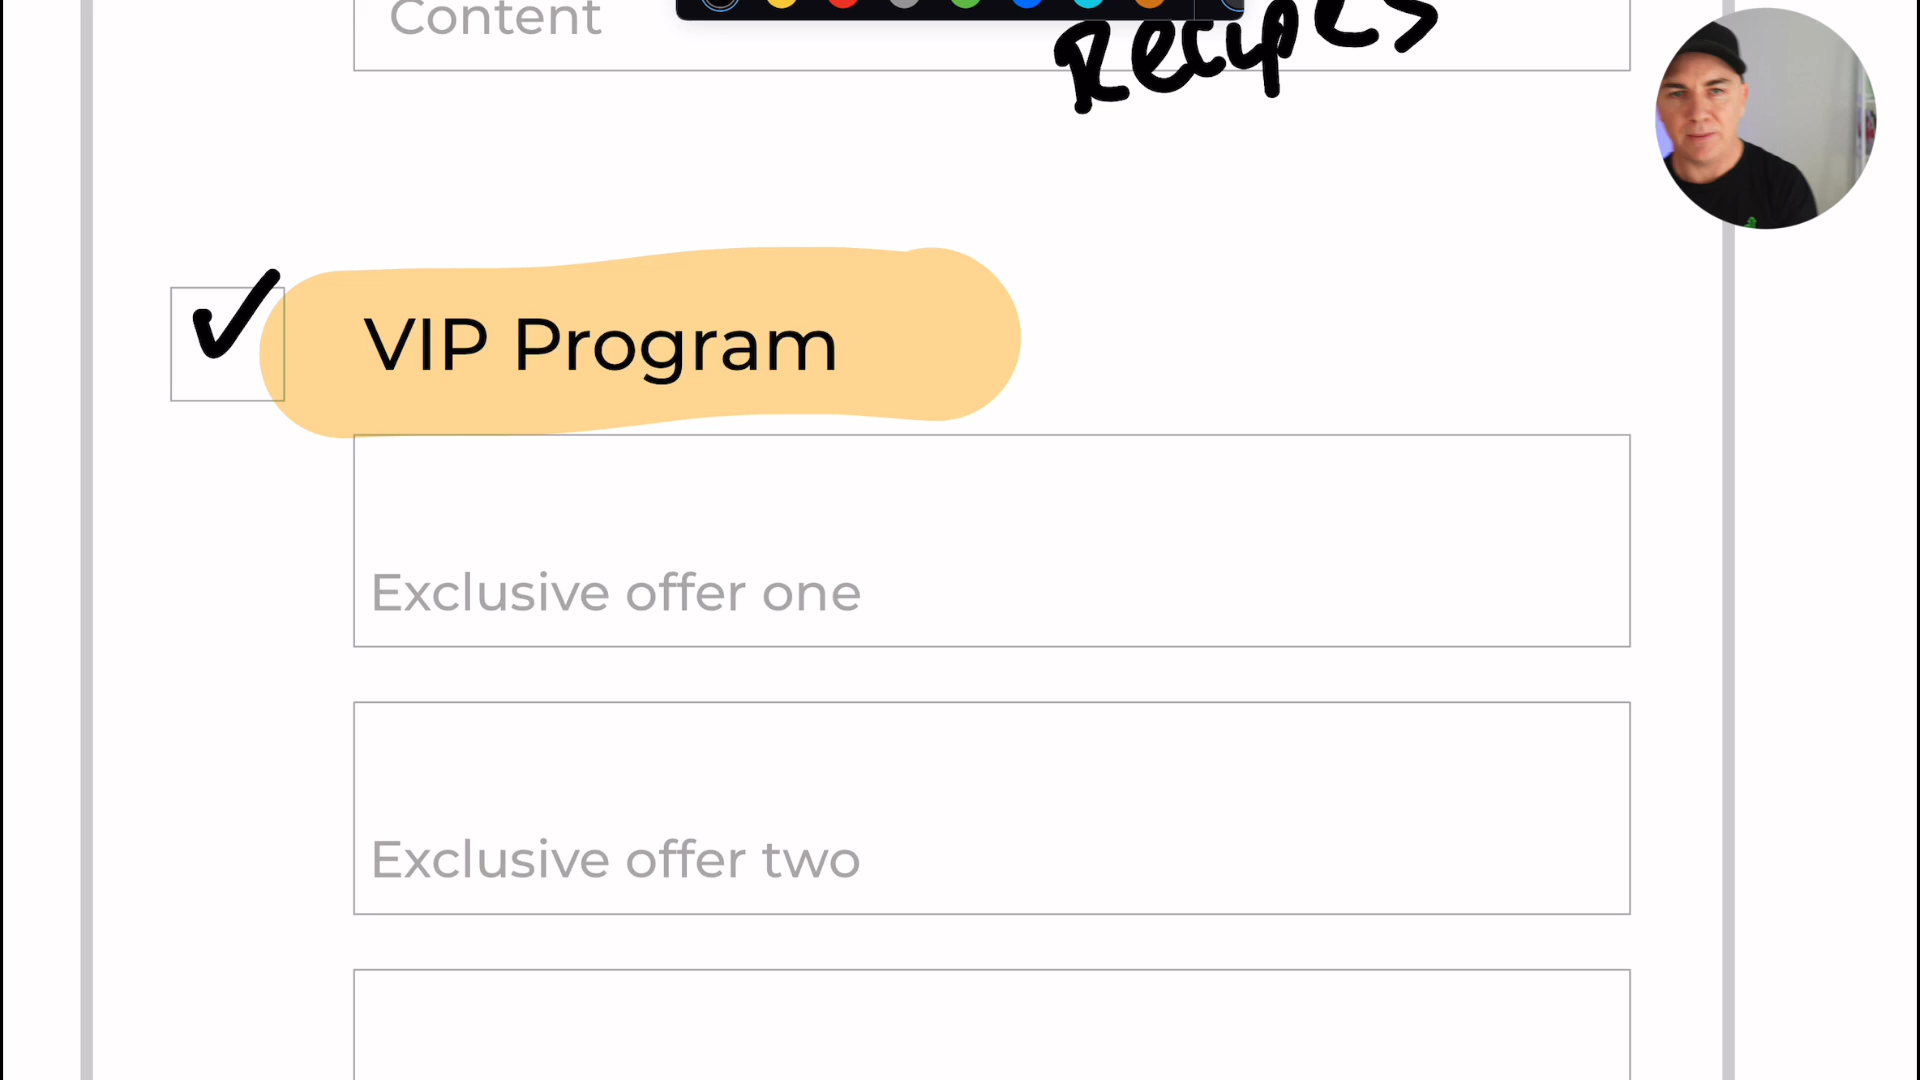 Content
Recipes
VIP Program
Exclusive offer one
Exclusive offer two